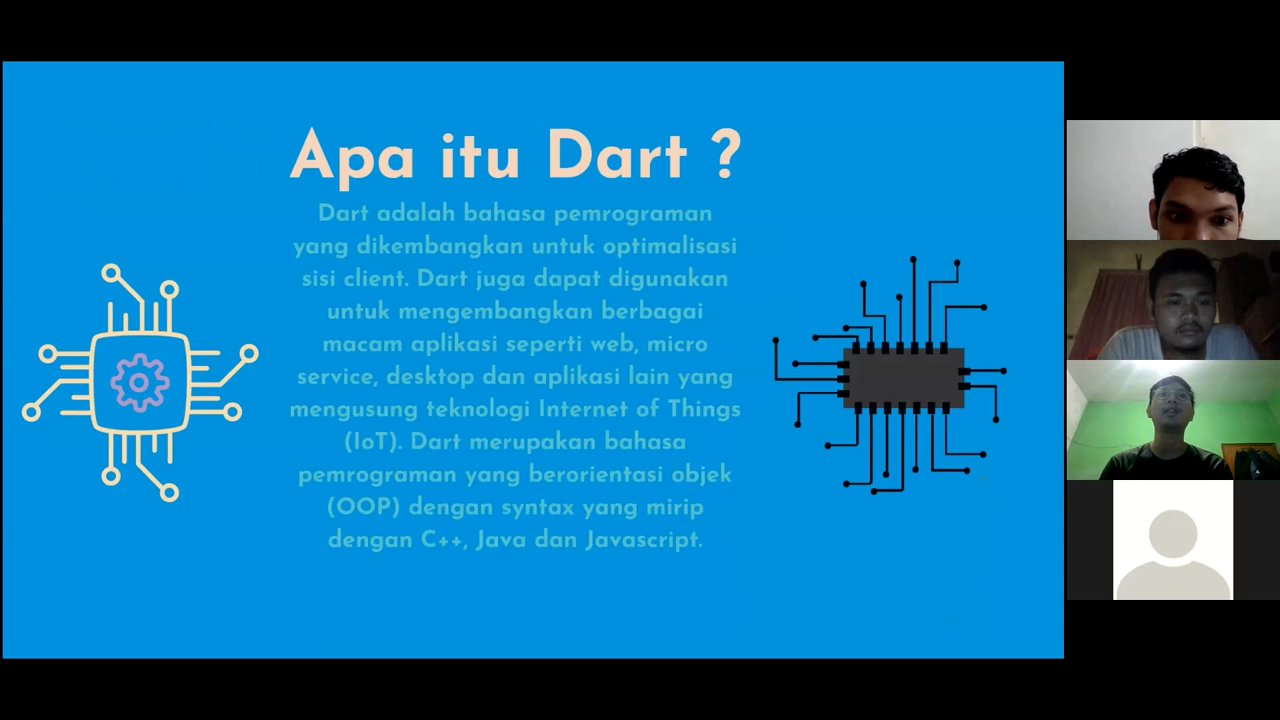 Apa itu Dart ?
Dart adalah bahasa pemrograman
yang dikembangkan untuk optimalisasi
sisi client. Dart juga dapat digunakan
untuk mengembangkan berbagai
macam aplikasi seperti web, micro
service, desktop dan aplikasi lain yang
mengusung teknologi Internet of Things
(IoT). Dart merupakan bahasa
pemrograman yang berorientasi objek
(OOP) dengan syntax yang mirip
dengan C++, Java dan Javascript.